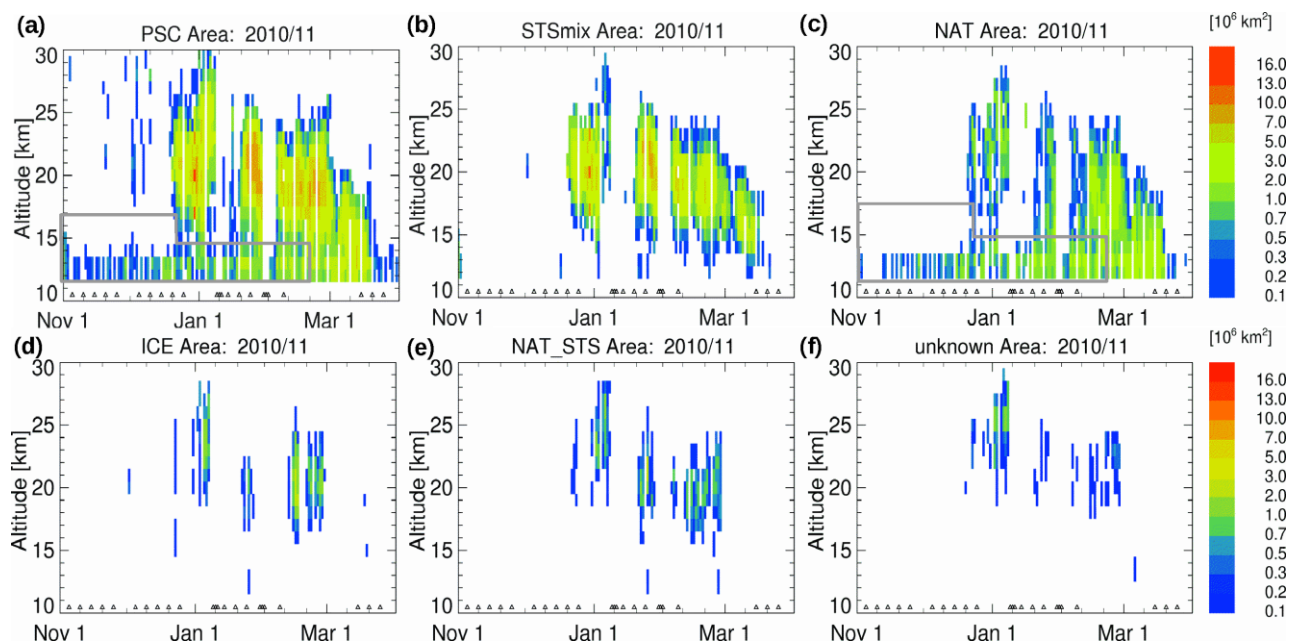 (a) PSC Area: 2010/11
(b) STSmix Area: 2010/11
(c) NAT Area: 2010/11
[10⁶ km²]
30
25
20
15
10
Altitude [km]
Nov 1 Jan 1 Mar 1
30
25
20
15
10
Altitude [km]
Nov 1 Jan 1 Mar 1
30
25
20
15
10
Altitude [km]
Nov 1 Jan 1 Mar 1
16.0
13.0
10.0
7.0
5.0
3.0
2.0
1.0
0.7
0.5
0.3
0.2
0.1
(d) ICE Area: 2010/11
(e) NAT_STS Area: 2010/11
(f) unknown Area: 2010/11
[10⁶ km²]
30
25
20
15
10
Altitude [km]
Nov 1 Jan 1 Mar 1
30
25
20
15
10
Altitude [km]
Nov 1 Jan 1 Mar 1
30
25
20
15
10
Altitude [km]
Nov 1 Jan 1 Mar 1
16.0
13.0
10.0
7.0
5.0
3.0
2.0
1.0
0.7
0.5
0.3
0.2
0.1